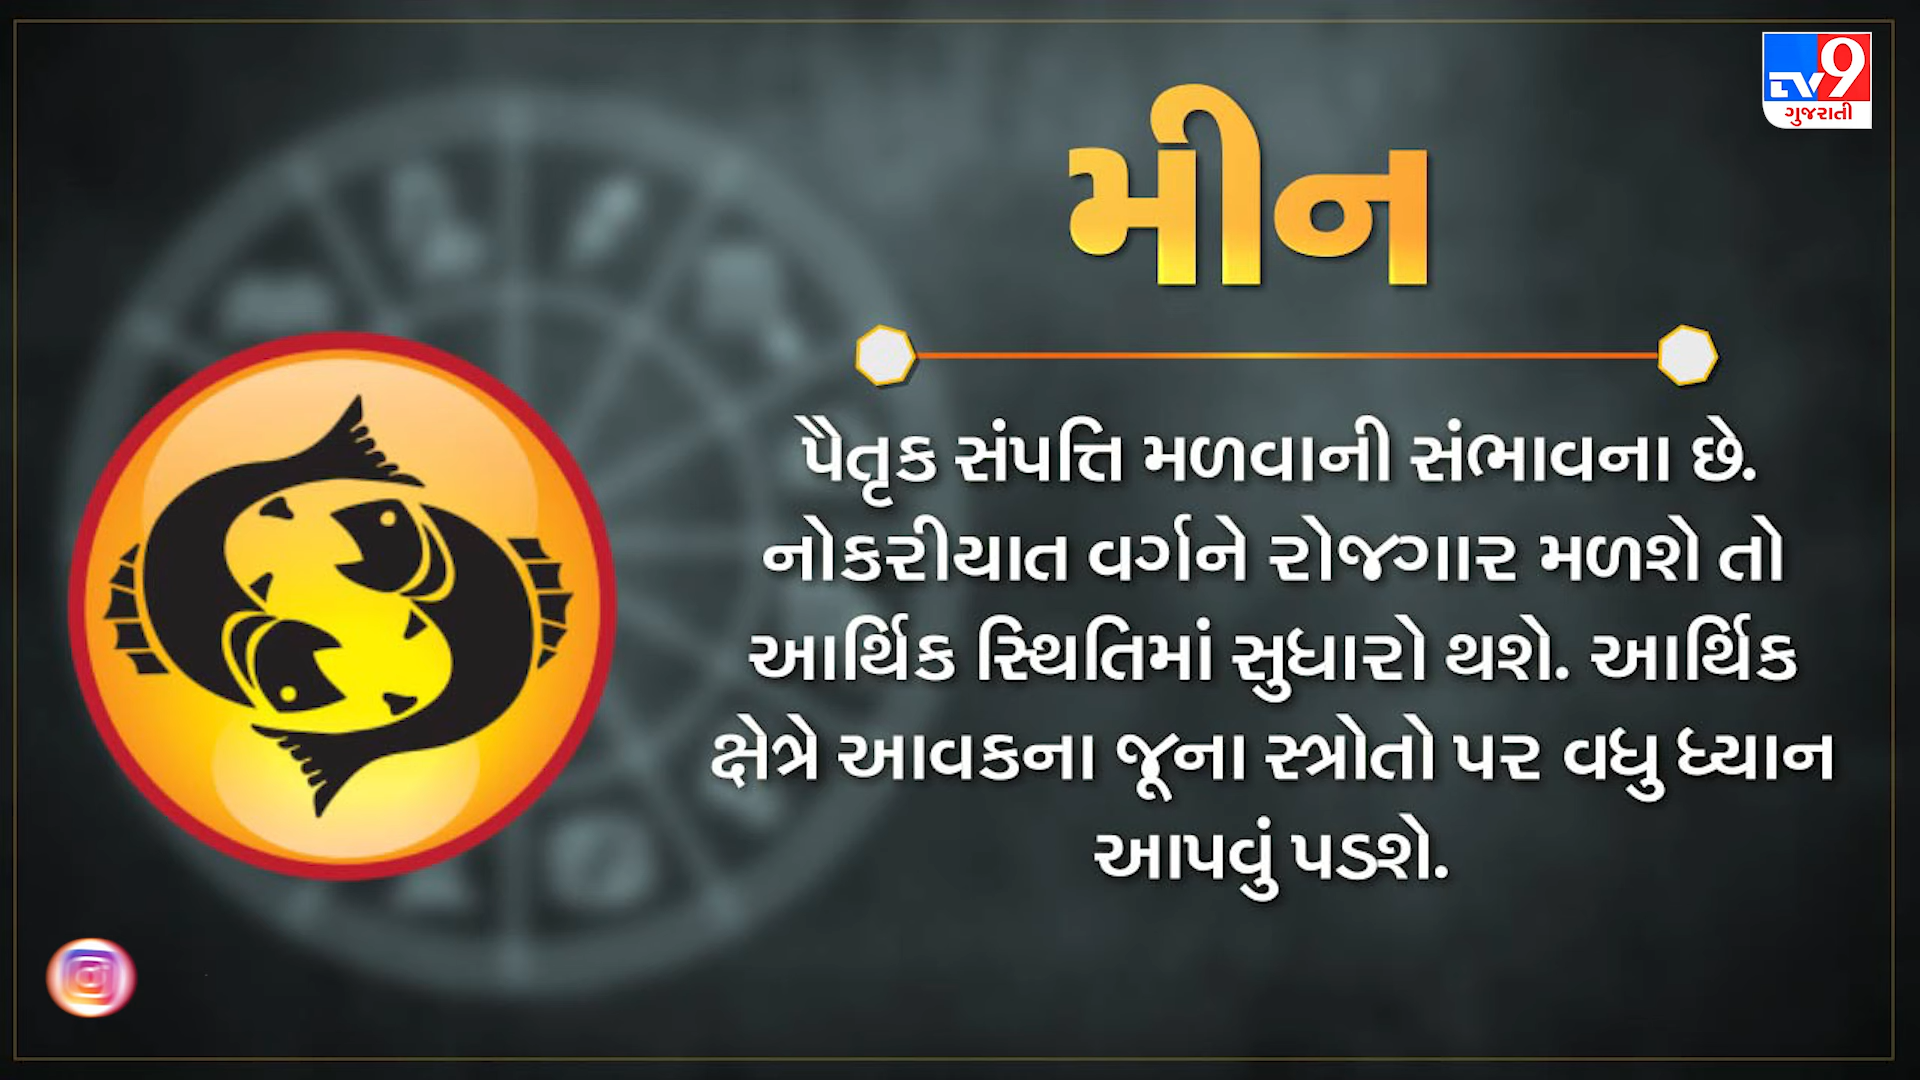 TV9
ગુજરાતી
મીન
પૈતૃક સંપત્તિ મળવાની સંભાવના છે.
નોકરીયાત વર્ગને રોજગાર મળશે તો
આર્થિક સ્થિતિમાં સુધારો થશે. આર્થિક
ક્ષેત્રે આવકના જૂના સ્ત્રોતો પર વધુ ધ્યાન
આપવું પડશે.